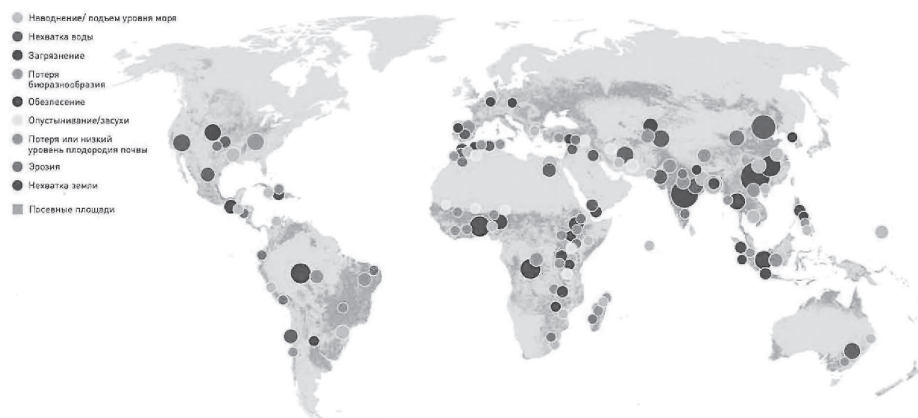 Наводнение/ подъем уровня моря
Нехватка воды
Загрязнение
Потеря
биоразнообразия
Обезлесение
Опустынивание/засухи
Потеря или низкий
уровень плодородия почвы
Эрозия
Нехватка земли
Посевные площади